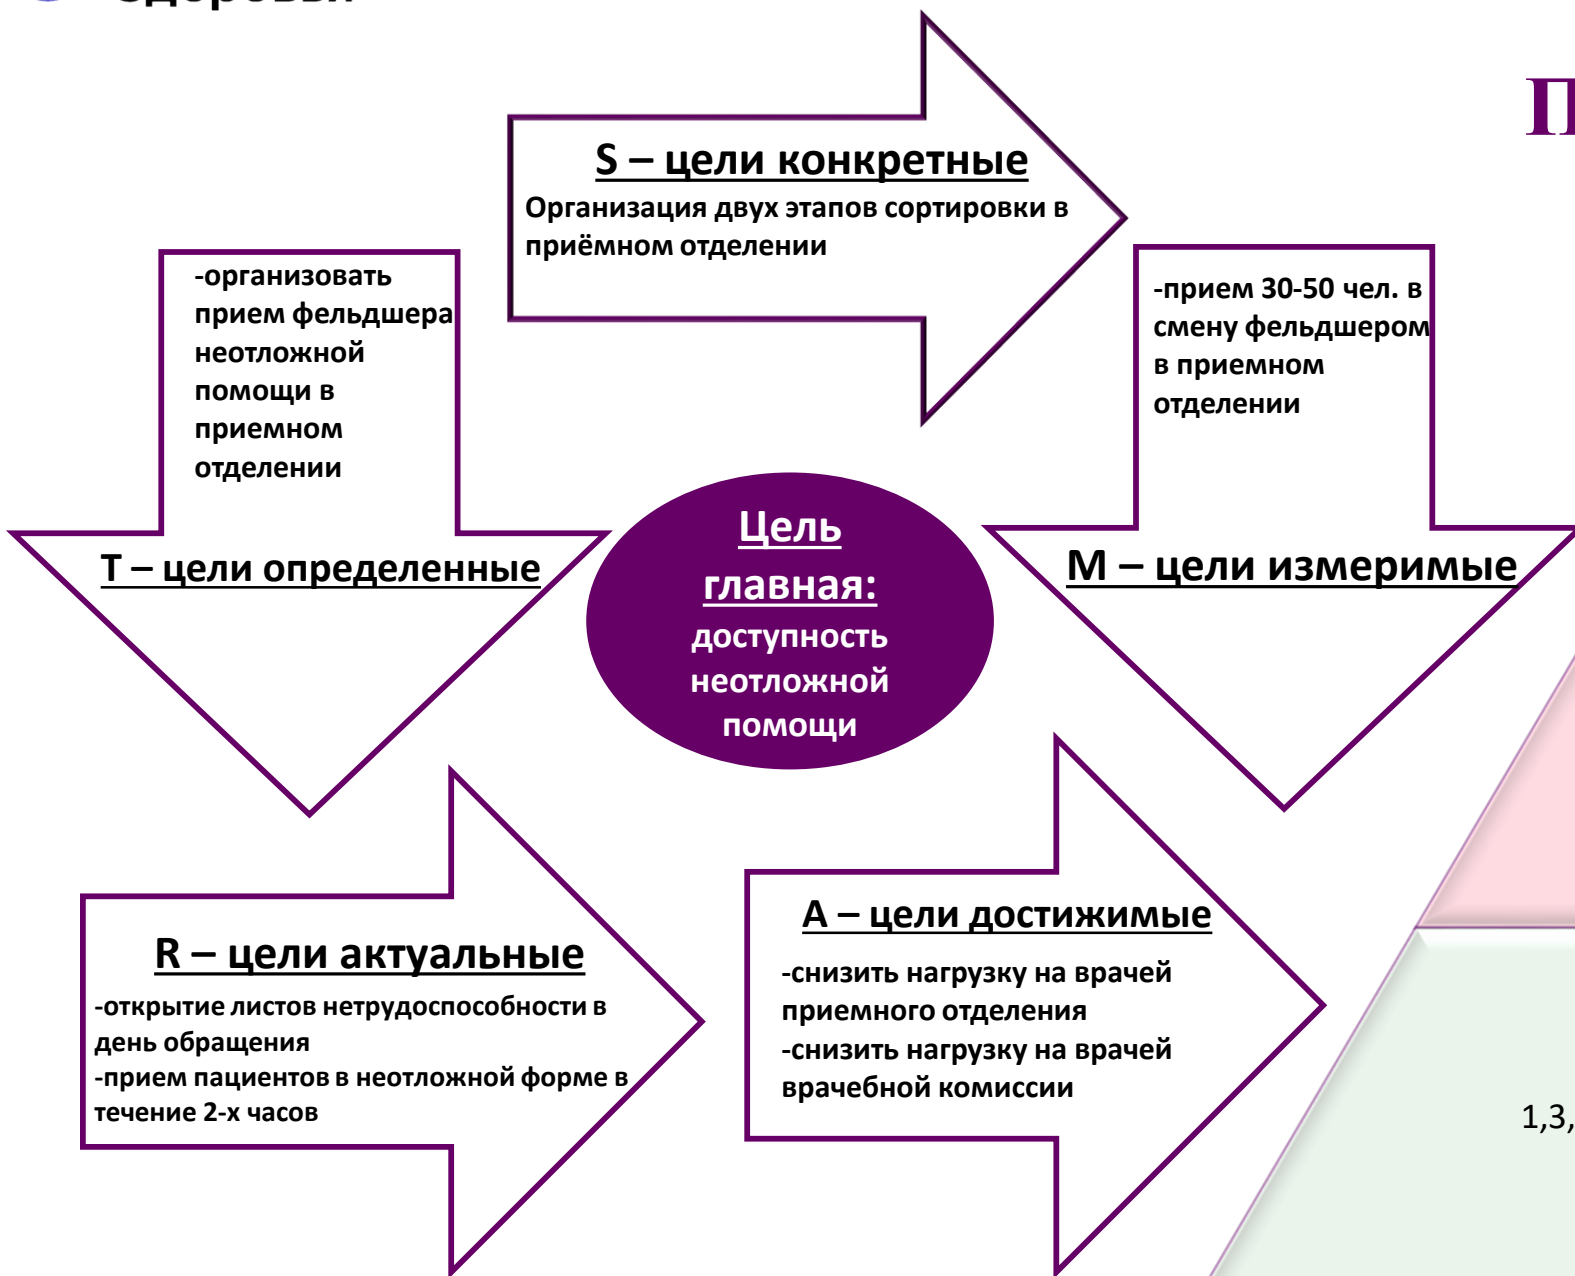 S – цели конкретные
Организация двух этапов сортировки в
приёмном отделении
-организовать
прием фельдшера
неотложной
помощи в
приемном
отделении
Т – цели определенные
-прием 30-50 чел. в
смену фельдшером
в приемном
отделении
М – цели измеримые
Цель
главная:
доступность
неотложной
помощи
R – цели актуальные
-открытие листов нетрудоспособности в
день обращения
-прием пациентов в неотложной форме в
течение 2-х часов
А – цели достижимые
-снизить нагрузку на врачей
приемного отделения
-снизить нагрузку на врачей
врачебной комиссии
1,3,